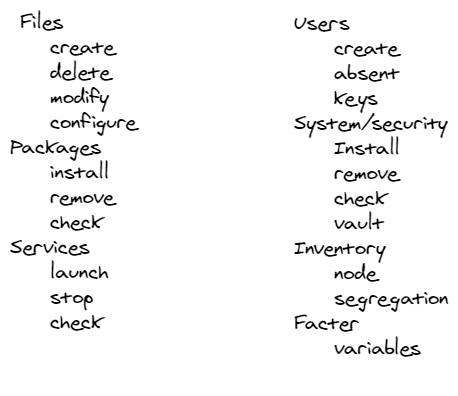 Files
create
delete
modify
configure
Packages
install
remove
check
Services
launch
stop
check
Users
create
absent
keys
System/security
Install
remove
check
vault
Inventory
node
segregation
Facter
variables